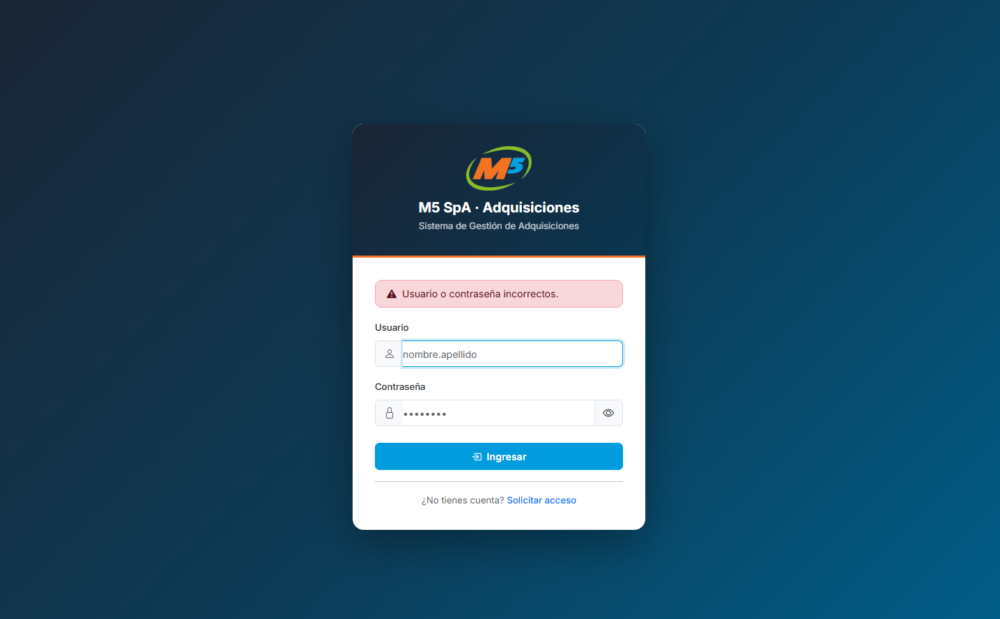 M5
M5 SpA · Adquisiciones
Sistema de Gestión de Adquisiciones
Usuario o contraseña incorrectos.
Usuario
nombre.apellido
Contraseña
••••••••
Ingresar
¿No tienes cuenta? Solicitar acceso